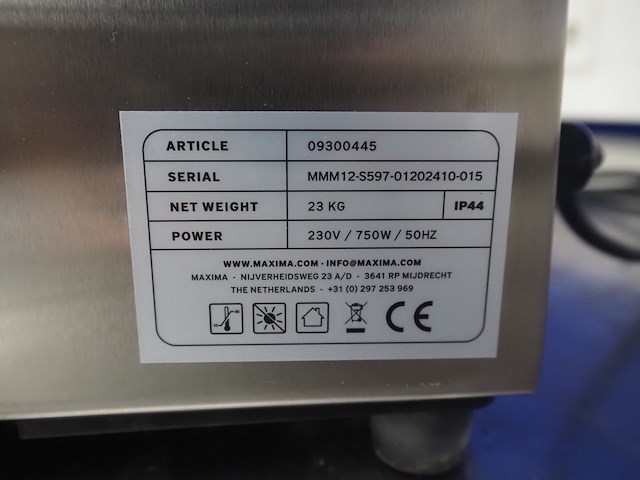 ARTICLE 09300445
SERIAL MMM12-S597-01202410-015
NET WEIGHT 23 KG IP44
POWER 230V / 750W / 50HZ
WWW.MAXIMA.COM - INFO@MAXIMA.COM
MAXIMA - NIJVERHEIDSWEG 23 A/D - 3641 RP MIJDRECHT
THE NETHERLANDS - +31 (0) 297 253 969
CE